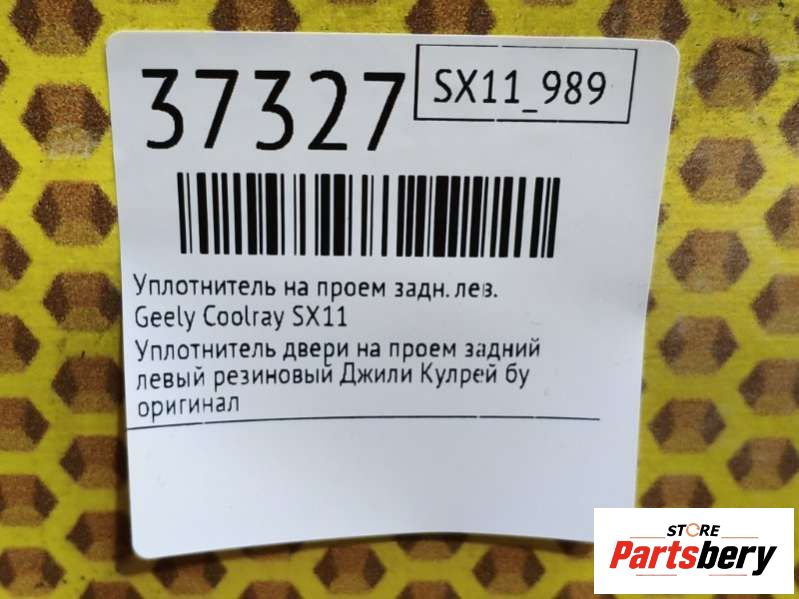 37327
SX11_989
Уплотнитель на проем задн. лев.
Geely Coolray SX11
Уплотнитель двери на проем задний
левый резиновый Джили Кулрей бу
оригинал
STORE
Partsbery